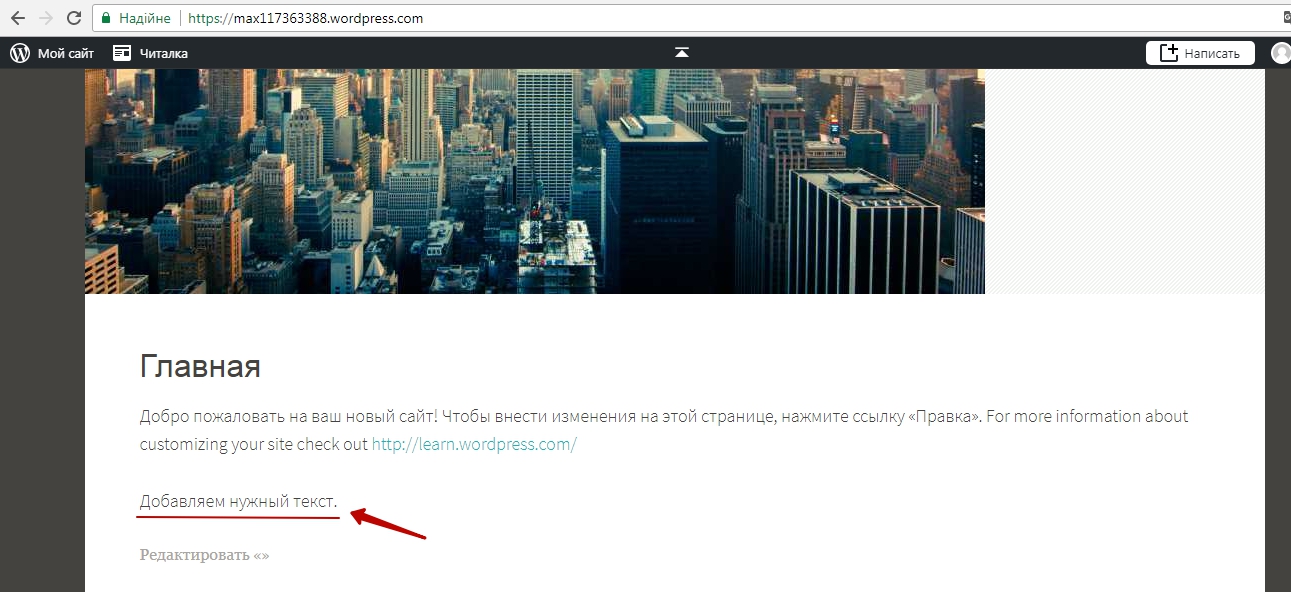 Надійне https://max117363388.wordpress.com
Мой сайт Читалка Написать
Главная
Добро пожаловать на ваш новый сайт! Чтобы внести изменения на этой странице, нажмите ссылку «Правка». For more information about
customizing your site check out http://learn.wordpress.com/
Добавляем нужный текст.
Редактировать «»